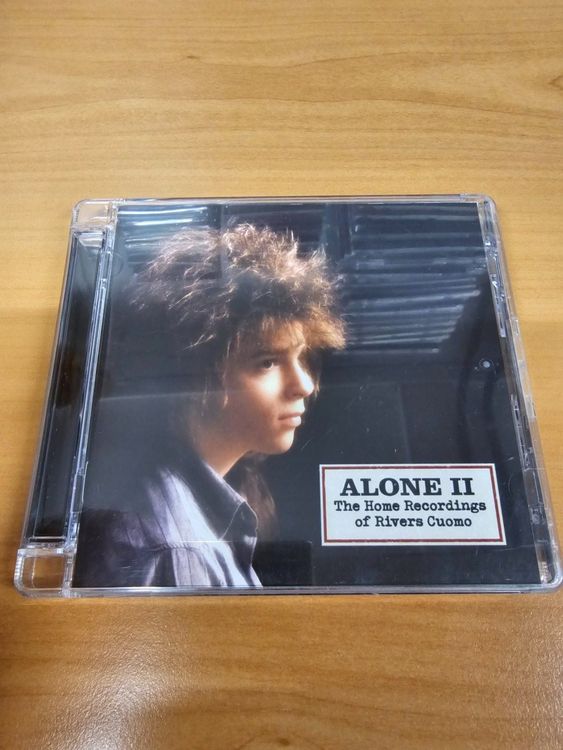 ALONE II
The Home Recordings
of Rivers Cuomo